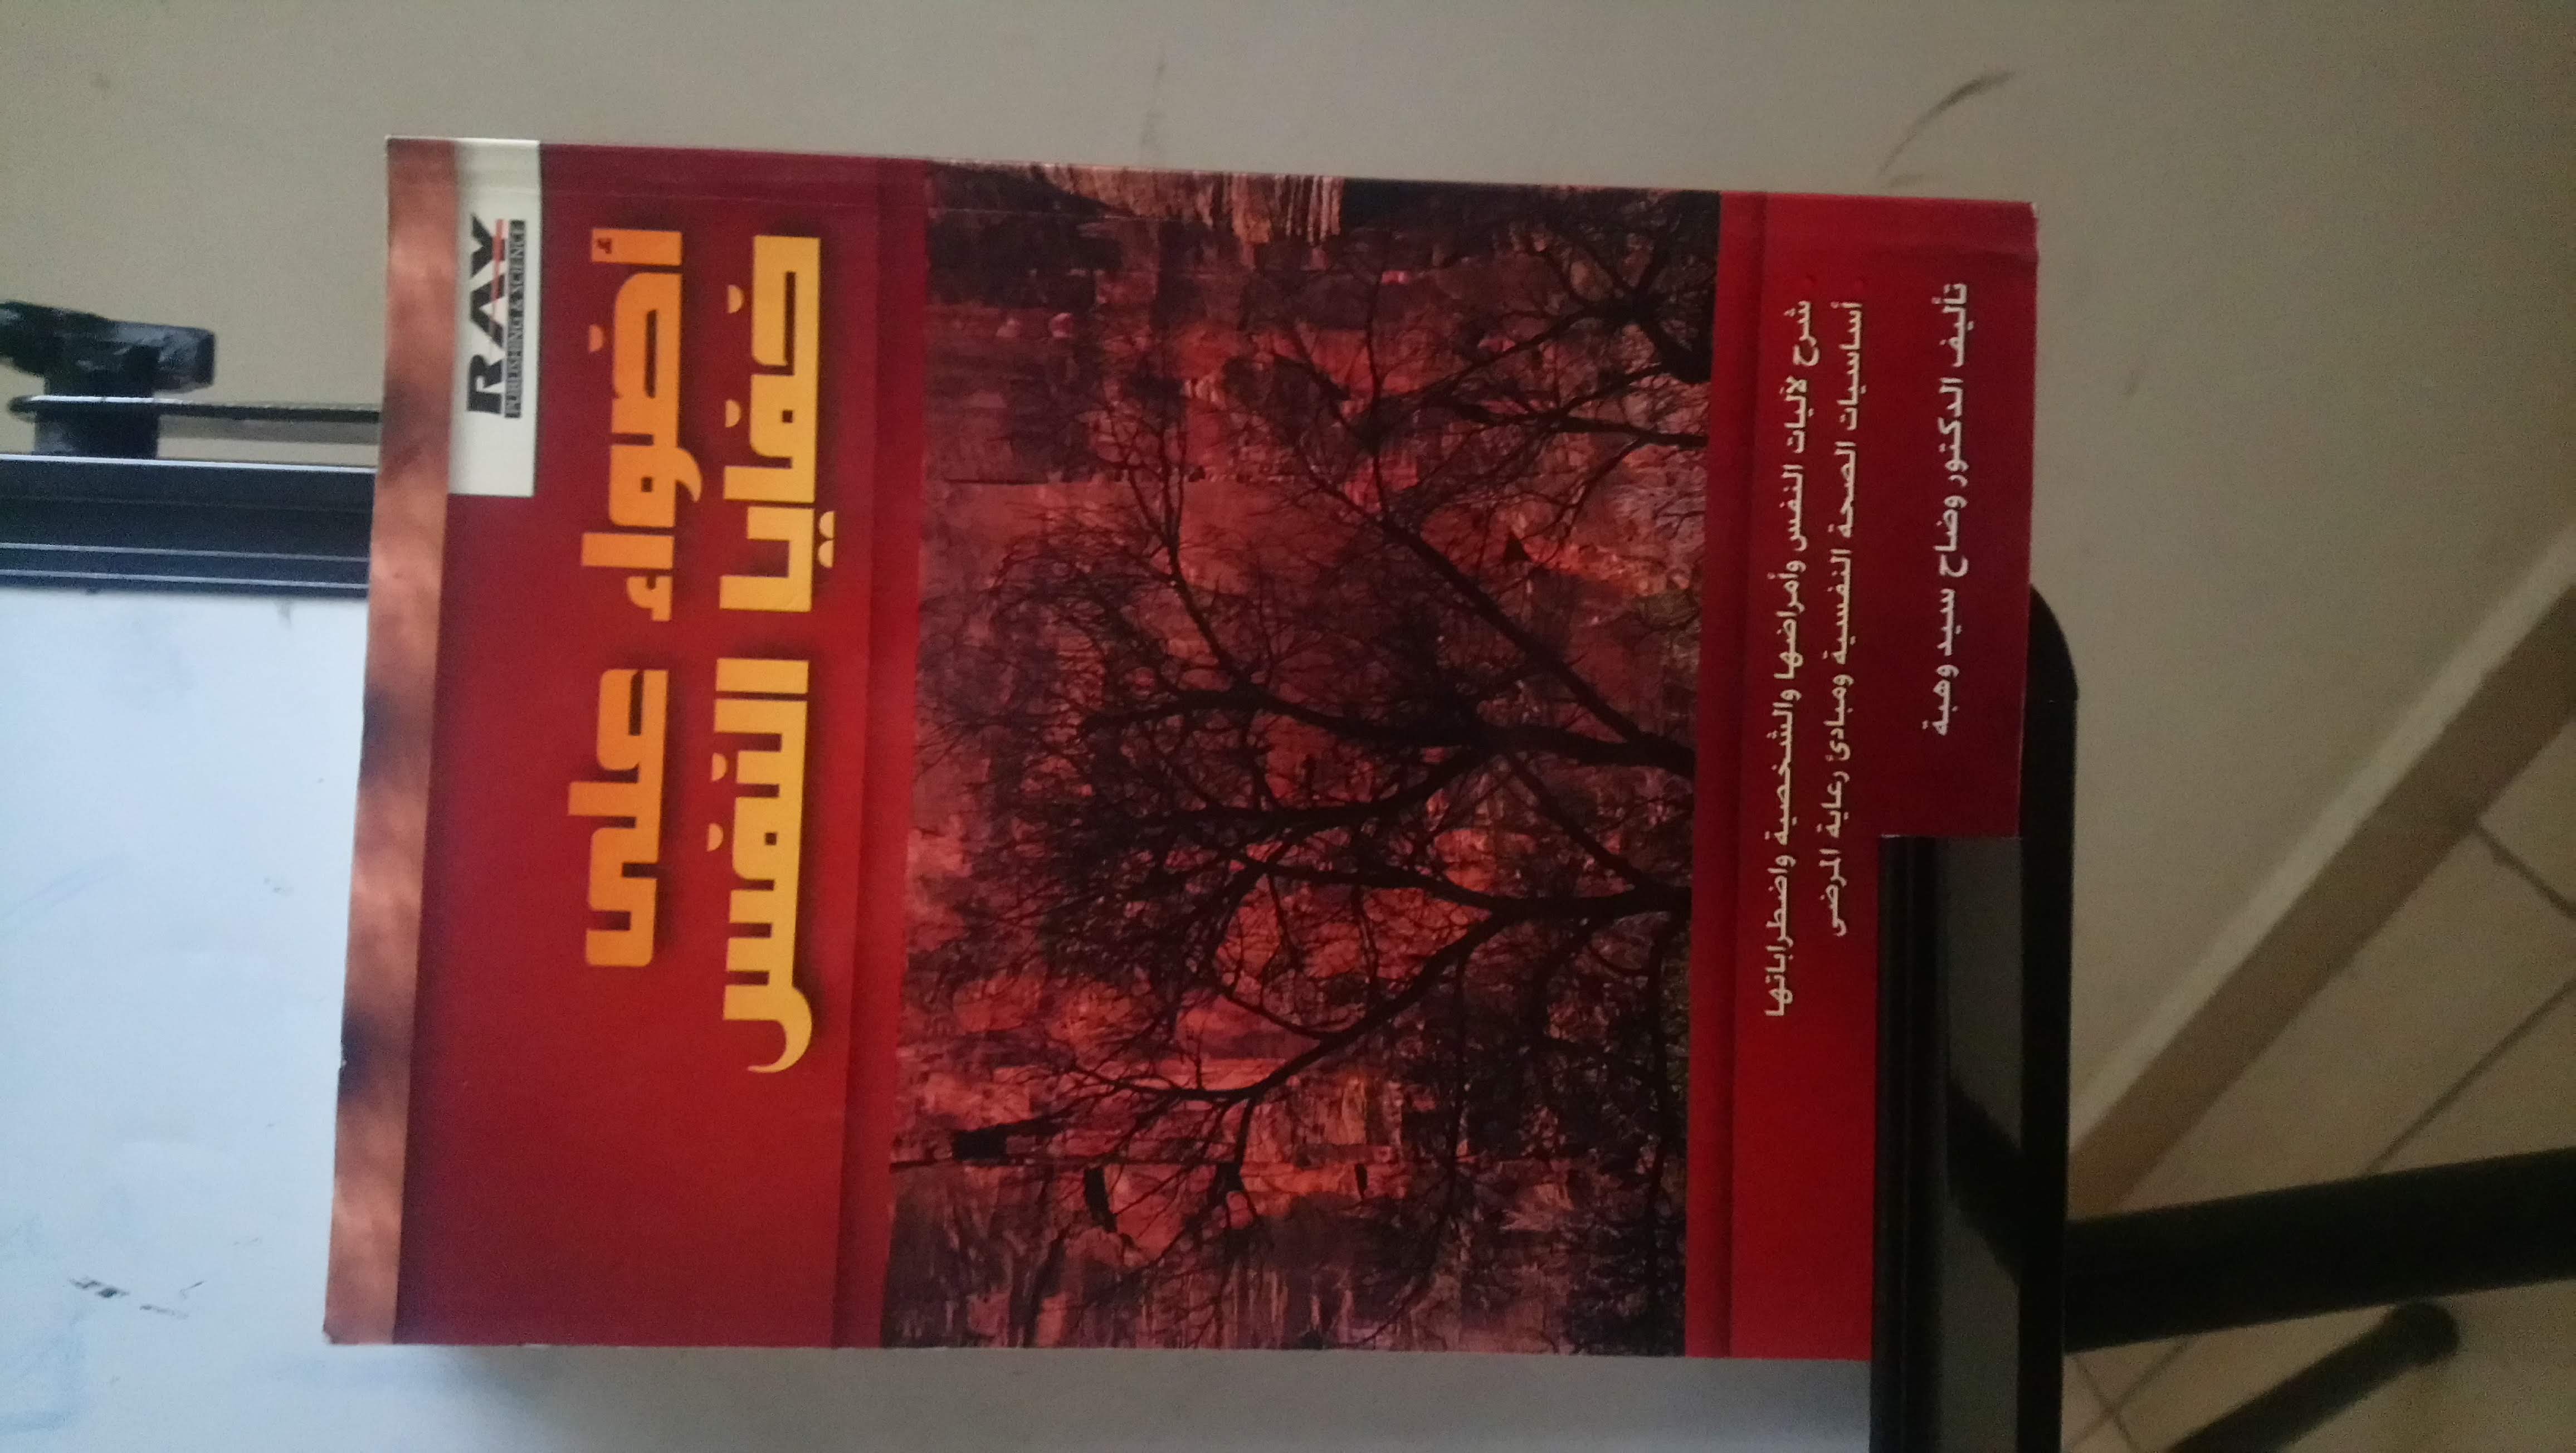 RAY
PUBLISHING & SCIENCE
أضواء على
خفايا النفس
شرح لآليات النفس وأمراضها والشخصية واضطراباتها
أساسيات الصحة النفسية ومبادئ رعاية المرضى
تأليف الدكتور وضاح سيد وهبة